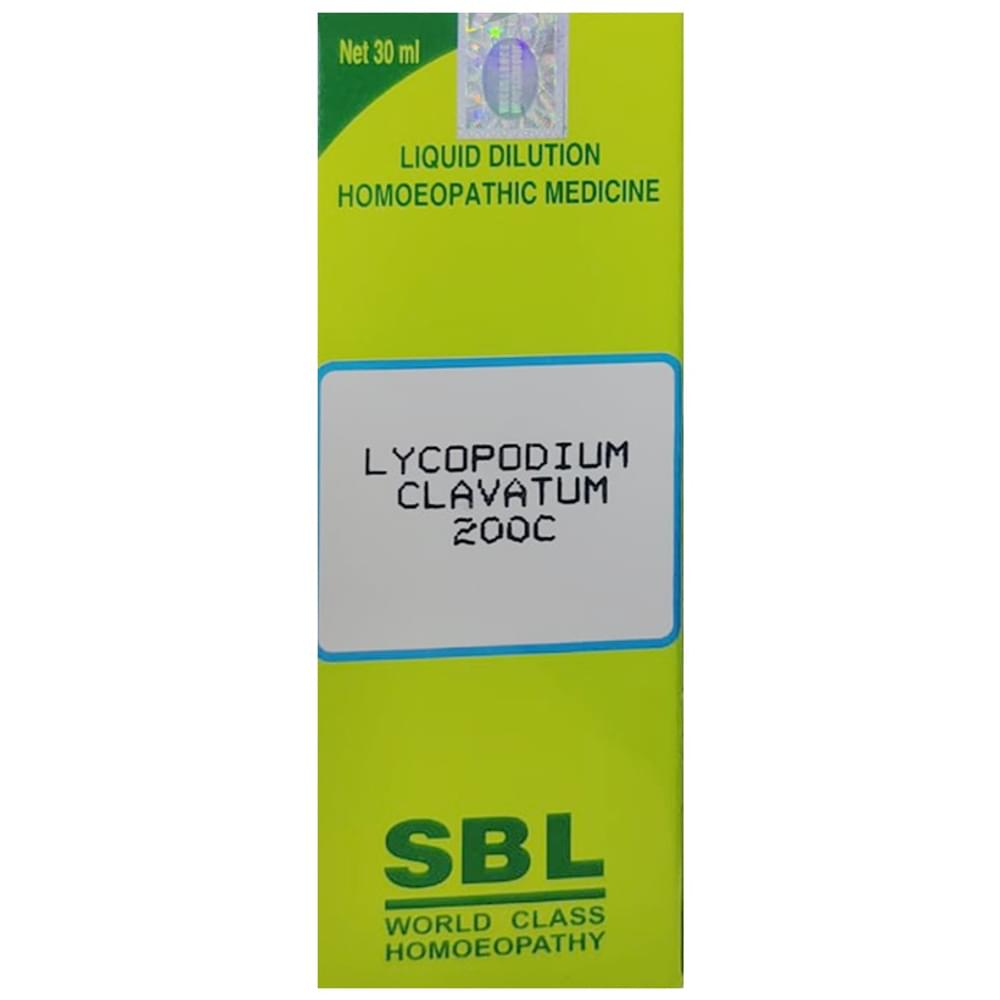 Net 30 ml
LIQUID DILUTION
HOMOEOPATHIC MEDICINE
LYCOPODIUM
CLAVATUM
200C
SBL
WORLD CLASS
HOMOEOPATHY